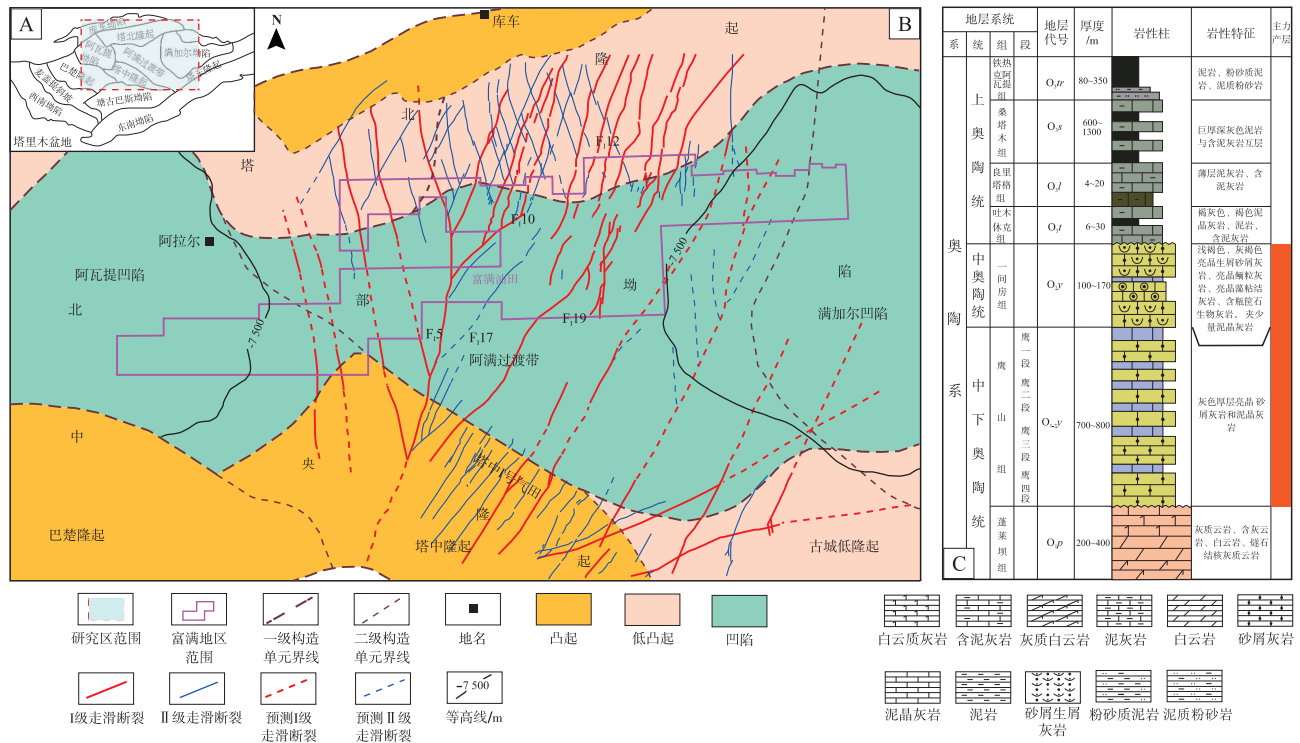 A
库车坳陷
塔北隆起
阿瓦提
坳陷
阿满过渡带
满加尔坳陷
巴楚隆起
塔中隆起
塔东隆起
麦盖提斜坡
西南坳陷
塘古巴斯坳陷
东南坳陷
塔里木盆地
N
B
库车
起
隆
北
塔
FⅠ12
FⅠ10
阿拉尔
-7 500
富满油田
阿瓦提凹陷
北
部
坳
陷
满加尔凹陷
FⅠ19
FⅠ5
FⅠ17
阿满过渡带
-7 500
中
央
塔中Ⅰ号气田
隆
起
巴楚隆起
塔中隆起
古城低隆起
研究区范围
富满地区
范围
一级构造
单元界线
二级构造
单元界线
地名
凸起
低凸起
凹陷
Ⅰ级走滑断裂
Ⅱ级走滑断裂
预测Ⅰ级
走滑断裂
预测Ⅱ级
走滑断裂
-7 500
等高线/m
C
地层系统
系
统
组
段
地层
代号
厚度
/m
岩性柱
岩性特征
主力
产层
奥陶系
上奥陶统
铁热
克阿
瓦提
组
O₃tr
80~350
泥岩、粉砂质泥
岩、泥质粉砂岩
桑塔木组
O₃s
600~
1300
巨厚深灰色泥岩
与含泥灰岩互层
良里
塔格
组
O₃l
4~20
薄层泥灰岩、含
泥灰岩
吐木
休克
组
O₃t
6~30
褐灰色、褐色泥
晶灰岩、泥岩、
含泥灰岩
中奥陶统
一间房组
O₂y
100~170
浅褐色、灰褐色
亮晶生屑砂屑灰
岩、亮晶鲕粒灰
岩、亮晶藻粘结
灰岩、含瓶筐石
生物灰岩，夹少
量泥晶灰岩
中下奥陶统
鹰山组
鹰一段
鹰二段
鹰三段
鹰四段
O₁₋₂y
700~800
灰色厚层亮晶 砂
屑灰岩和泥晶灰
岩
蓬莱坝组
200~400
灰质云岩、含灰云
岩、白云岩、燧石
结核灰质云岩
白云质灰岩
含泥灰岩
灰质白云岩
泥灰岩
白云岩
砂屑灰岩
泥晶灰岩
泥岩
砂屑生屑
灰岩
粉砂质泥岩
泥质粉砂岩